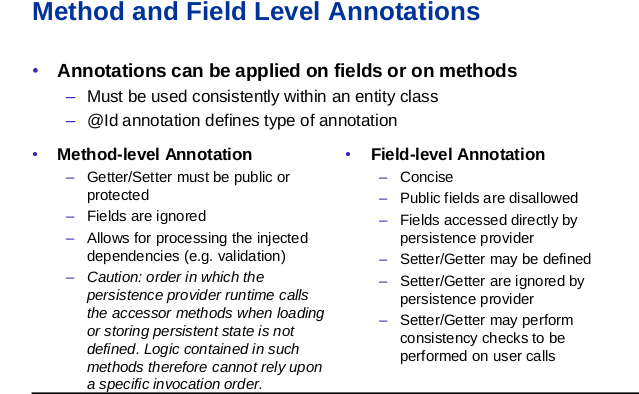 Method and Field Level Annotations
• Annotations can be applied on fields or on methods
– Must be used consistently within an entity class
– @Id annotation defines type of annotation
• Method-level Annotation
– Getter/Setter must be public or
protected
– Fields are ignored
– Allows for processing the injected
dependencies (e.g. validation)
– Caution: order in which the
persistence provider runtime calls
the accessor methods when loading
or storing persistent state is not
defined. Logic contained in such
methods therefore cannot rely upon
a specific invocation order.
• Field-level Annotation
– Concise
– Public fields are disallowed
– Fields accessed directly by
persistence provider
– Setter/Getter may be defined
– Setter/Getter are ignored by
persistence provider
– Setter/Getter may perform
consistency checks to be
performed on user calls